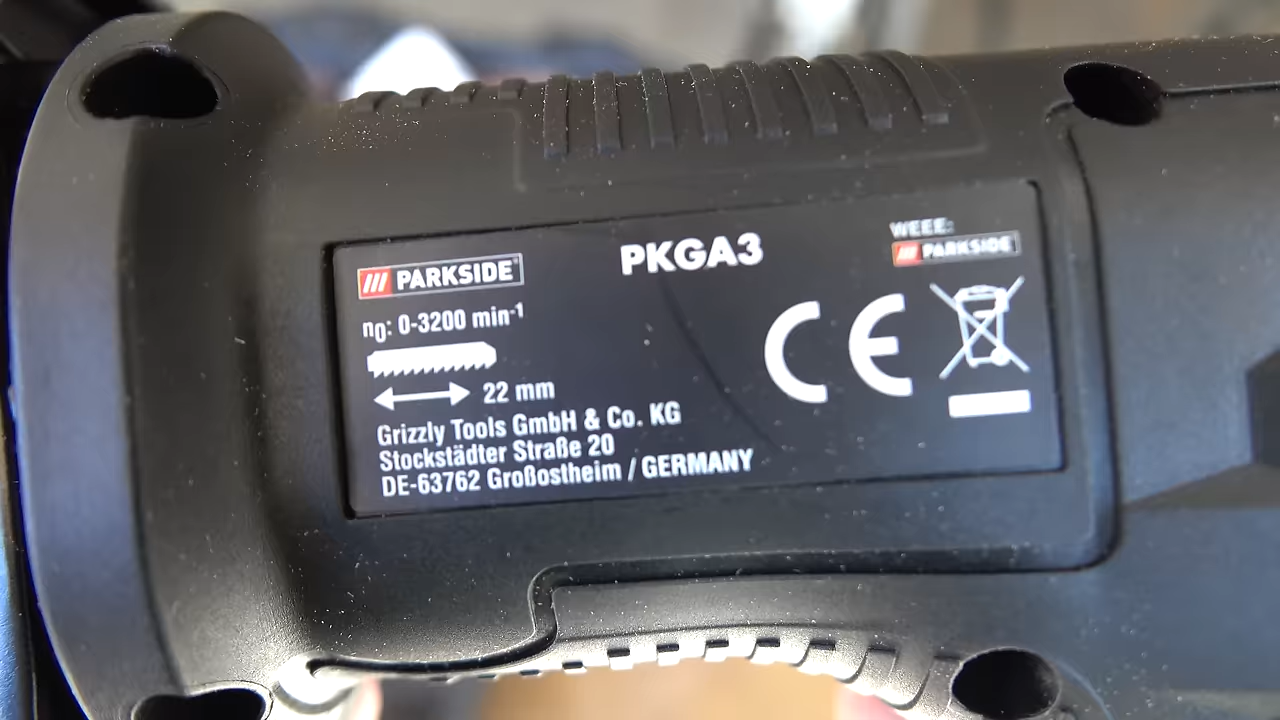 PARKSIDE®
PKGA3
WEEE:
PARKSIDE®
n0: 0-3200 min-1
22 mm
CE
Grizzly Tools GmbH & Co. KG
Stockstädter Straße 20
DE-63762 Großostheim / GERMANY